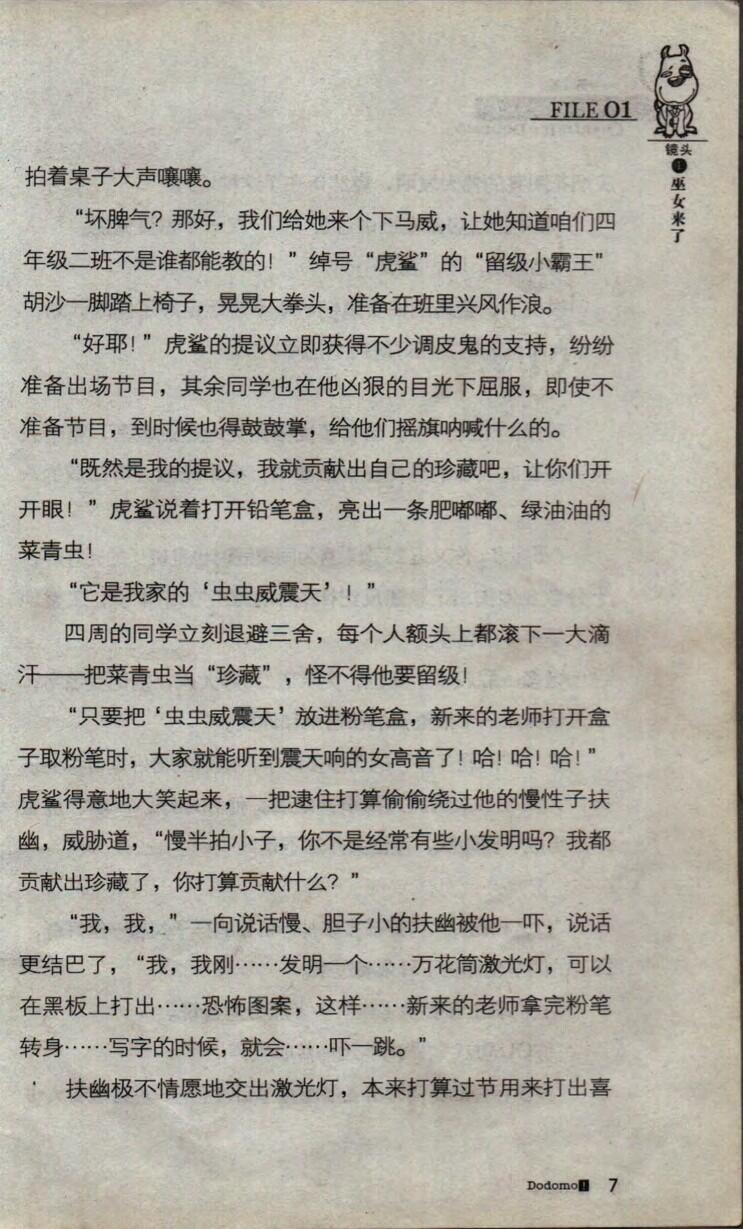 FILE 01
镜头
❶
巫女来了
拍着桌子大声嚷嚷。
“坏脾气？那好，我们给她来个下马威，让她知道咱们四
年级二班不是谁都能教的！”绰号“虎鲨”的“留级小霸王”
胡沙一脚踏上椅子，晃晃大拳头，准备在班里兴风作浪。
“好耶！”虎鲨的提议立即获得不少调皮鬼的支持，纷纷
准备出场节目，其余同学也在他凶狠的目光下屈服，即使不
准备节目，到时候也得鼓鼓掌，给他们摇旗呐喊什么的。
“既然是我的提议，我就贡献出自己的珍藏吧，让你们开
开眼！”虎鲨说着打开铅笔盒，亮出一条肥嘟嘟、绿油油的
菜青虫！
“它是我家的‘虫虫威震天’！”
四周的同学立刻退避三舍，每个人额头上都滚下一大滴
汗——把菜青虫当“珍藏”，怪不得他要留级！
“只要把‘虫虫威震天’放进粉笔盒，新来的老师打开盒
子取粉笔时，大家就能听到震天响的女高音了！哈！哈！哈！”
虎鲨得意地大笑起来，一把逮住打算偷偷绕过他的慢性子扶
幽，威胁道，“慢半拍小子，你不是经常有些小发明吗？我都
贡献出珍藏了，你打算贡献什么？”
“我，我，”一向说话慢、胆子小的扶幽被他一吓，说话
更结巴了，“我，我刚……发明一个……万花筒激光灯，可以
在黑板上打出……恐怖图案，这样……新来的老师拿完粉笔
转身……写字的时候，就会……吓一跳。”
扶幽极不情愿地交出激光灯，本来打算过节用来打出喜
Dodomo! 7